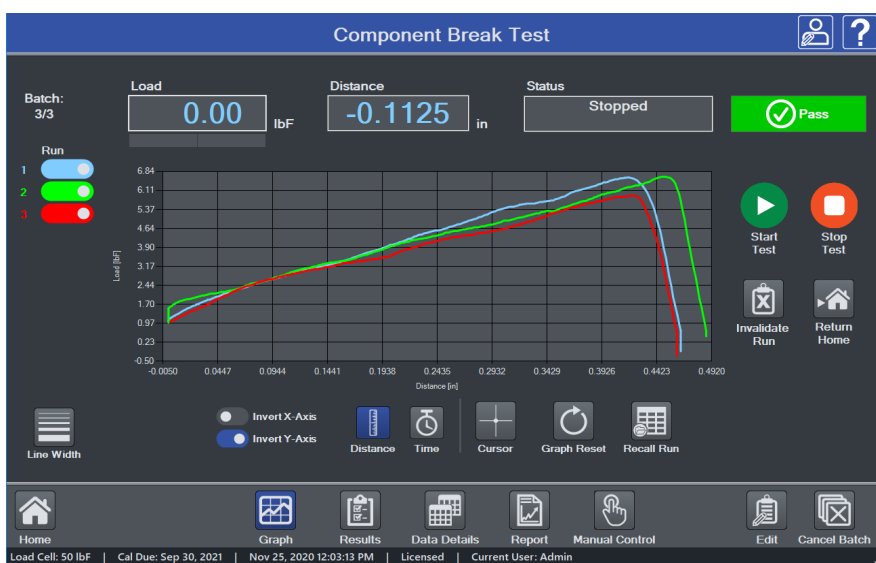 Component Break Test
?
Batch:
3/3
Load
0.00
lbF
Distance
-0.1125
in
Status
Stopped
Pass
Run
1
2
3
6.84
6.11
5.37
4.64
3.90
3.17
2.44
1.70
0.97
0.23
-0.50
Load [lbF]
-0.0050 0.0447 0.0944 0.1441 0.1938 0.2435 0.2932 0.3429 0.3926 0.4423 0.4920
Distance [in]
Start
Test
Stop
Test
Invalidate
Run
Return
Home
Line Width
Invert X-Axis
Invert Y-Axis
Distance
Time
Cursor
Graph Reset
Recall Run
Home
Graph
Results
Data Details
Report
Manual Control
Edit
Cancel Batch
Load Cell: 50 lbF | Cal Due: Sep 30, 2021 | Nov 25, 2020 12:03:13 PM | Licensed | Current User: Admin